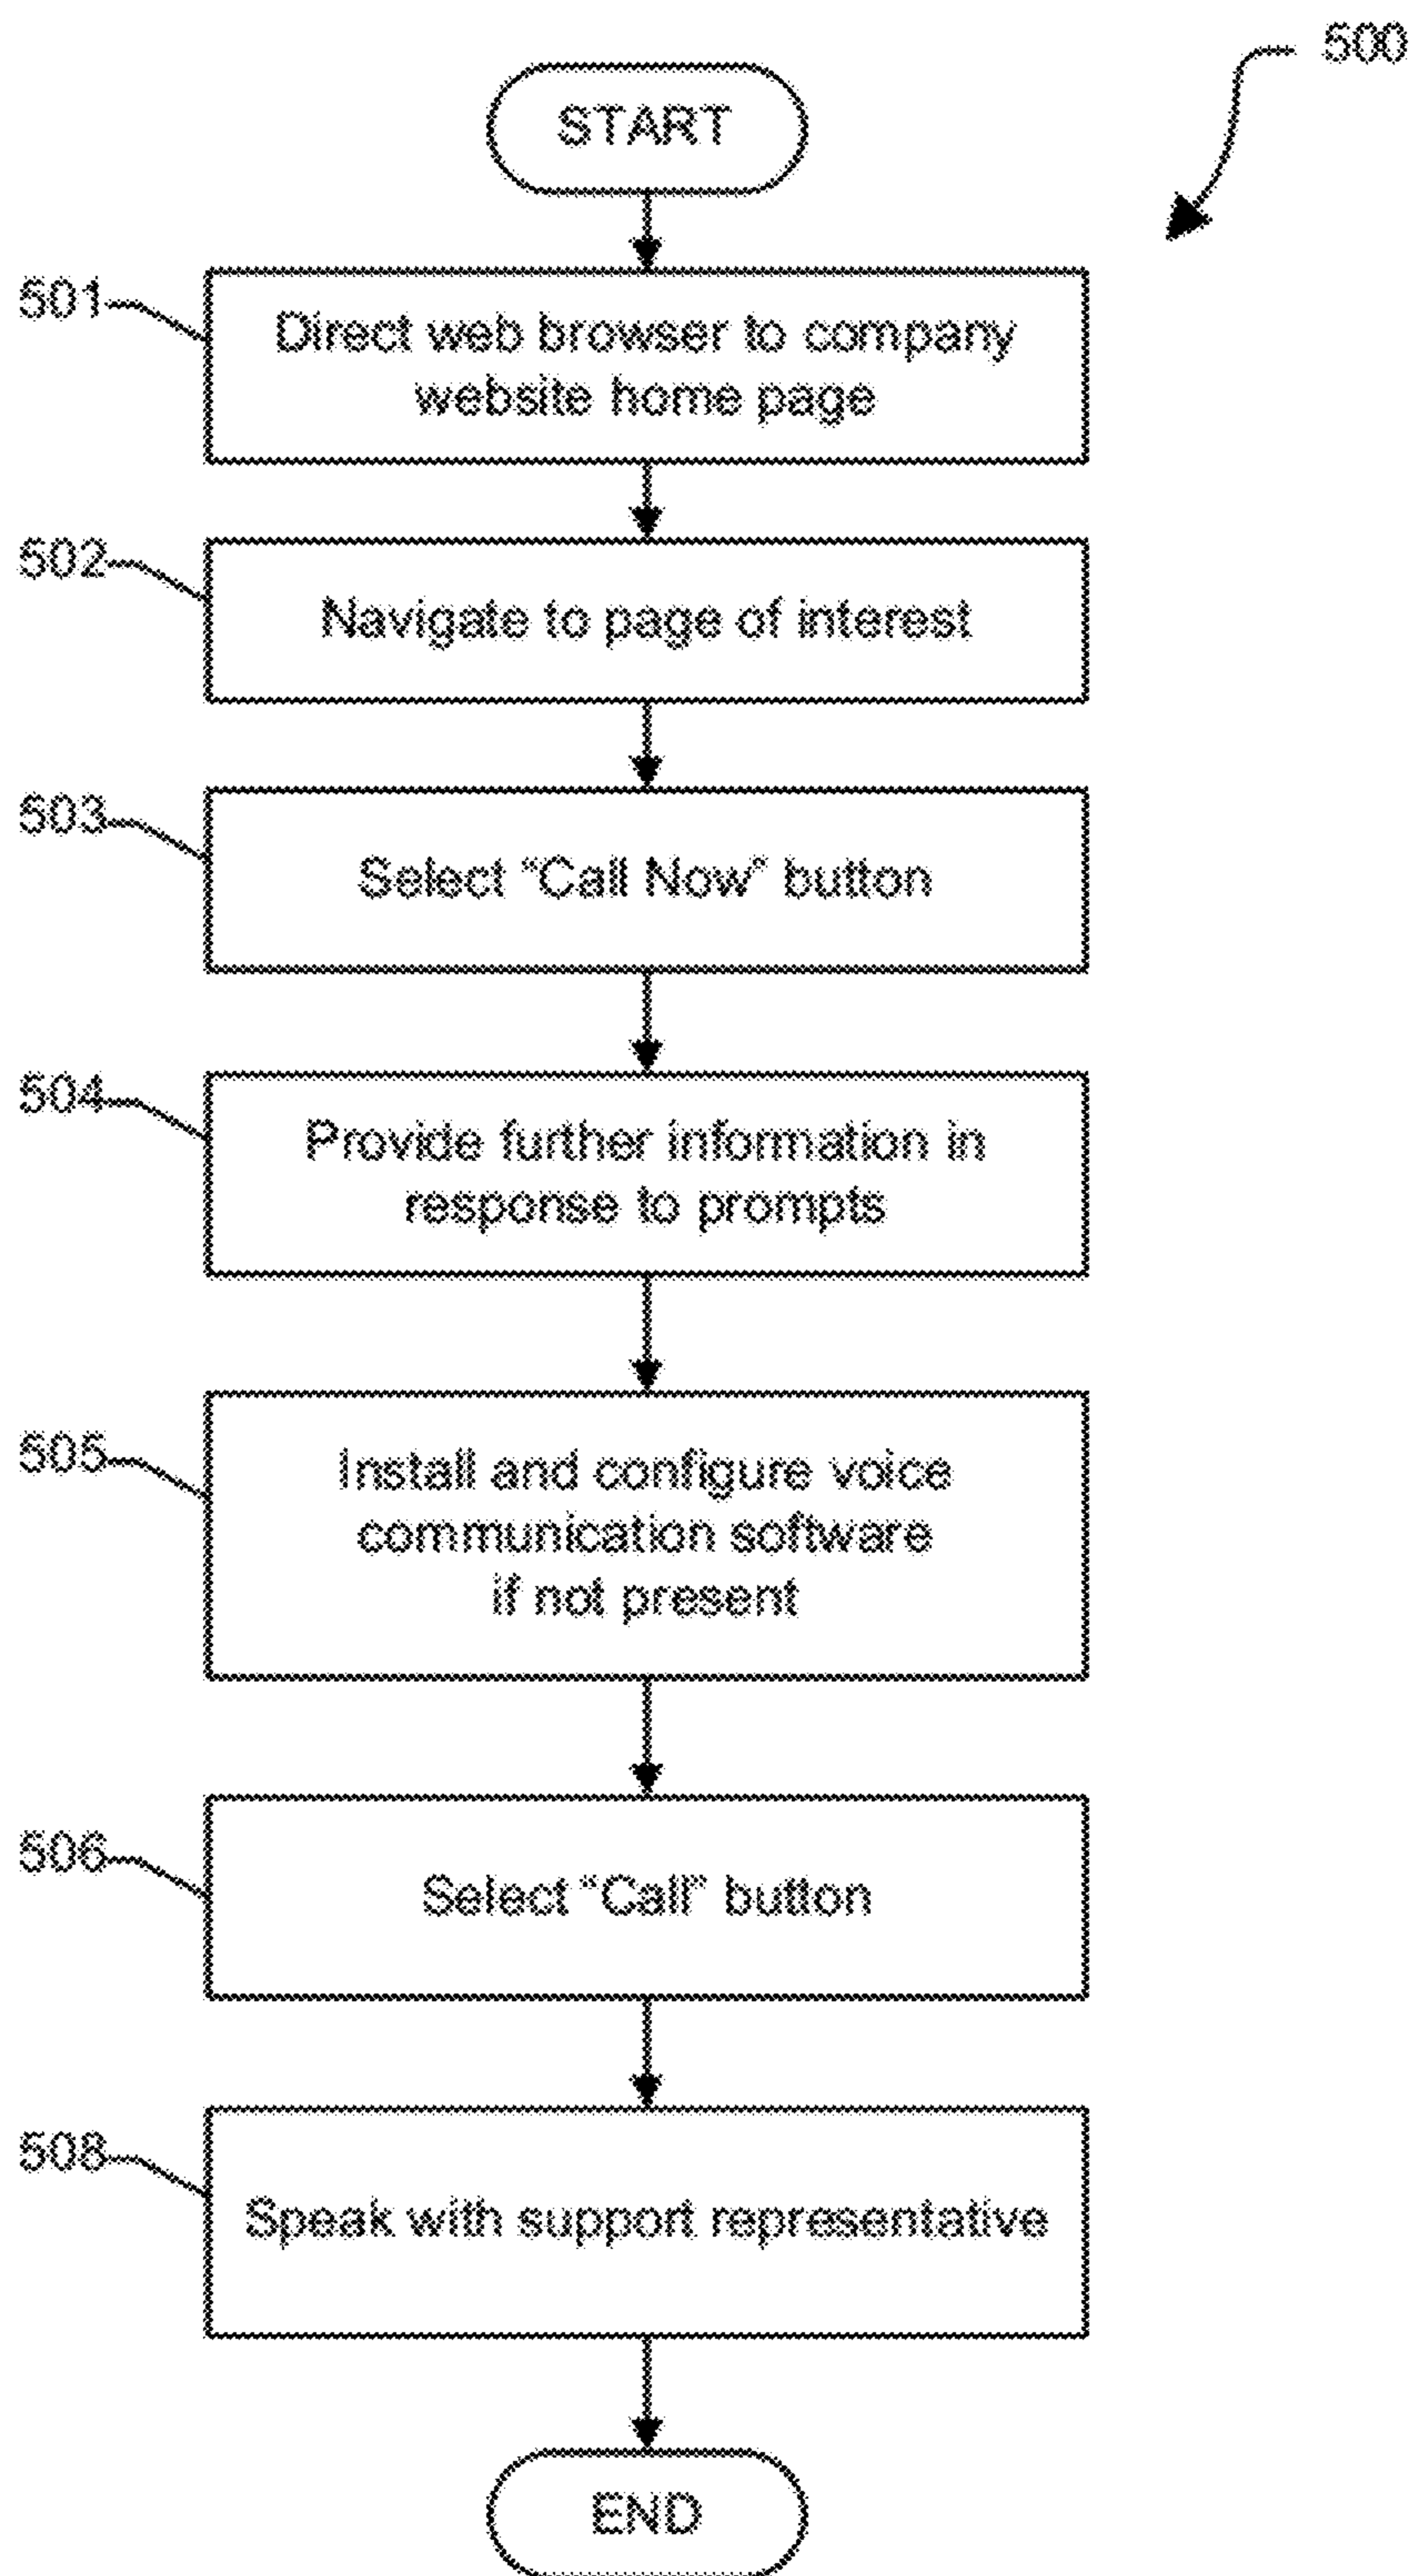 500
START
501
Direct web browser to company
website home page
502
Navigate to page of interest
503
Select “Call Now” button
504
Provide further information in
response to prompts
505
Install and configure voice
communication software
if not present
506
Select “Call” button
508
Speak with support representative
END